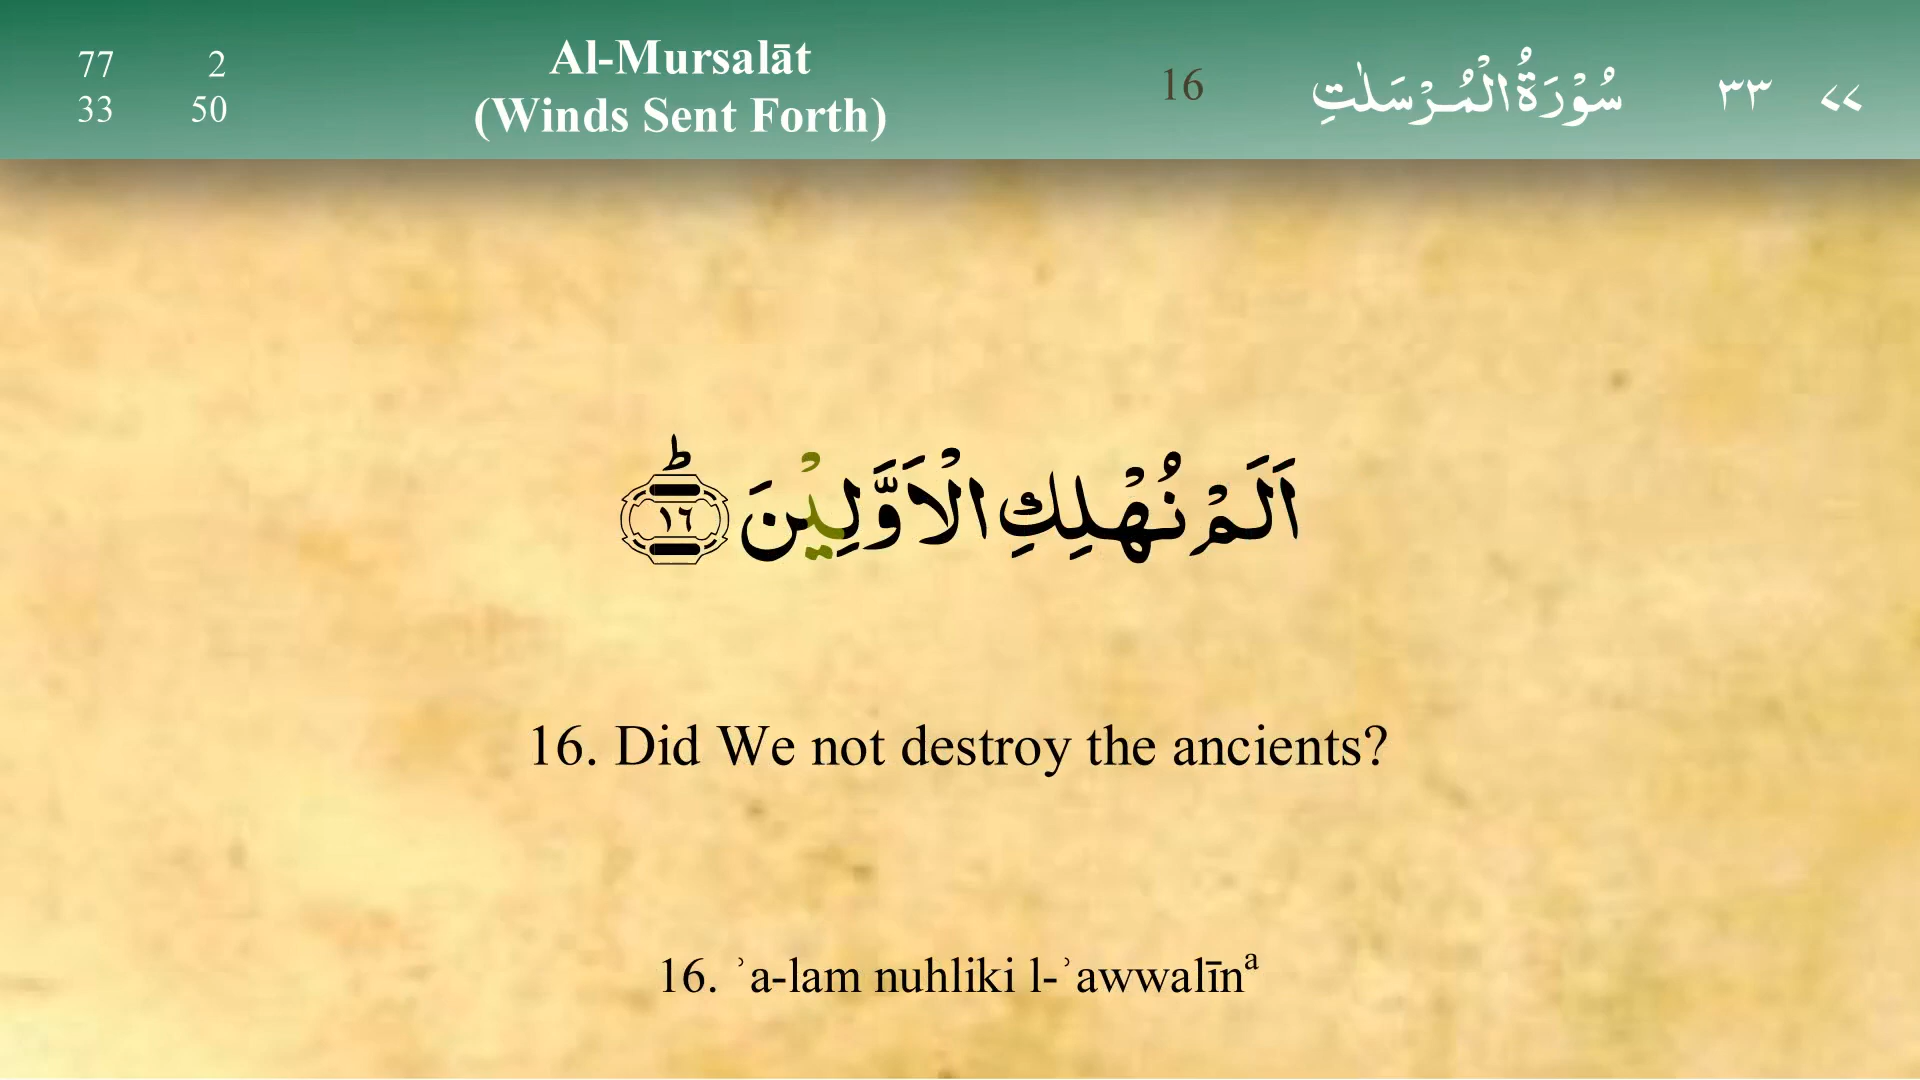 77 2
33 50
Al-Mursalāt
(Winds Sent Forth)
16
سُوْرَةُ الْمُرْسَلٰتِ
٣٣
<<
اَلَمْ نُهْلِكِ الْاَوَّلِيْنَ ؕ ١٦
16. Did We not destroy the ancients?
16. ʾa-lam nuhliki l-ʾawwalīnᵃ